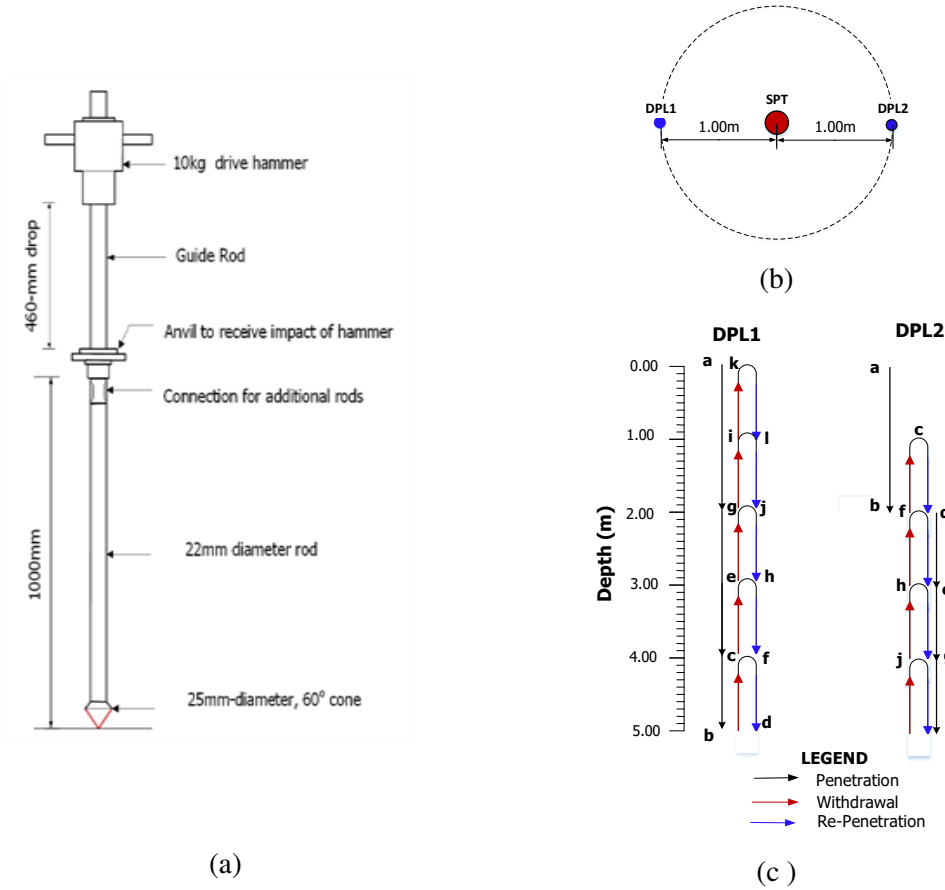 10kg drive hammer
460-mm drop
Guide Rod
Anvil to receive impact of hammer
Connection for additional rods
1000mm
22mm diameter rod
25mm-diameter, 60° cone
(a)
DPL1
SPT
DPL2
1.00m
1.00m
(b)
DPL1
DPL2
Depth (m)
0.00
1.00
2.00
3.00
4.00
5.00
a
k
i
l
g
j
e
h
c
f
b
d
a
c
b
f
h
j
LEGEND
Penetration
Withdrawal
Re-Penetration
(c )